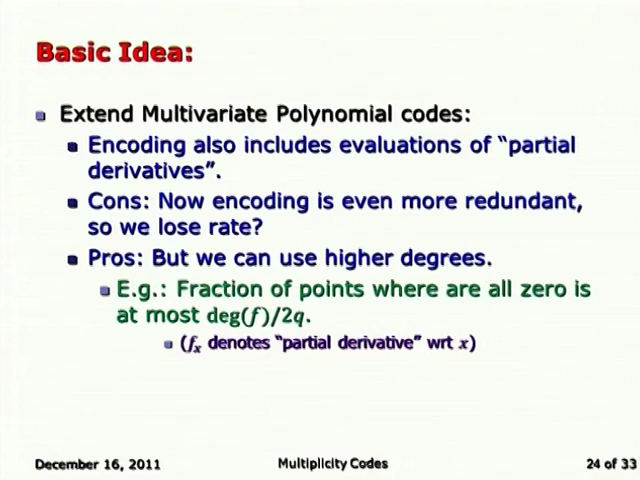 Basic Idea:
Extend Multivariate Polynomial codes:
Encoding also includes evaluations of “partial
derivatives”.
Cons: Now encoding is even more redundant,
so we lose rate?
Pros: But we can use higher degrees.
E.g.: Fraction of points where are all zero is
at most deg(f)/2q.
(fₓ denotes “partial derivative” wrt x)
December 16, 2011
Multiplicity Codes
24 of 33